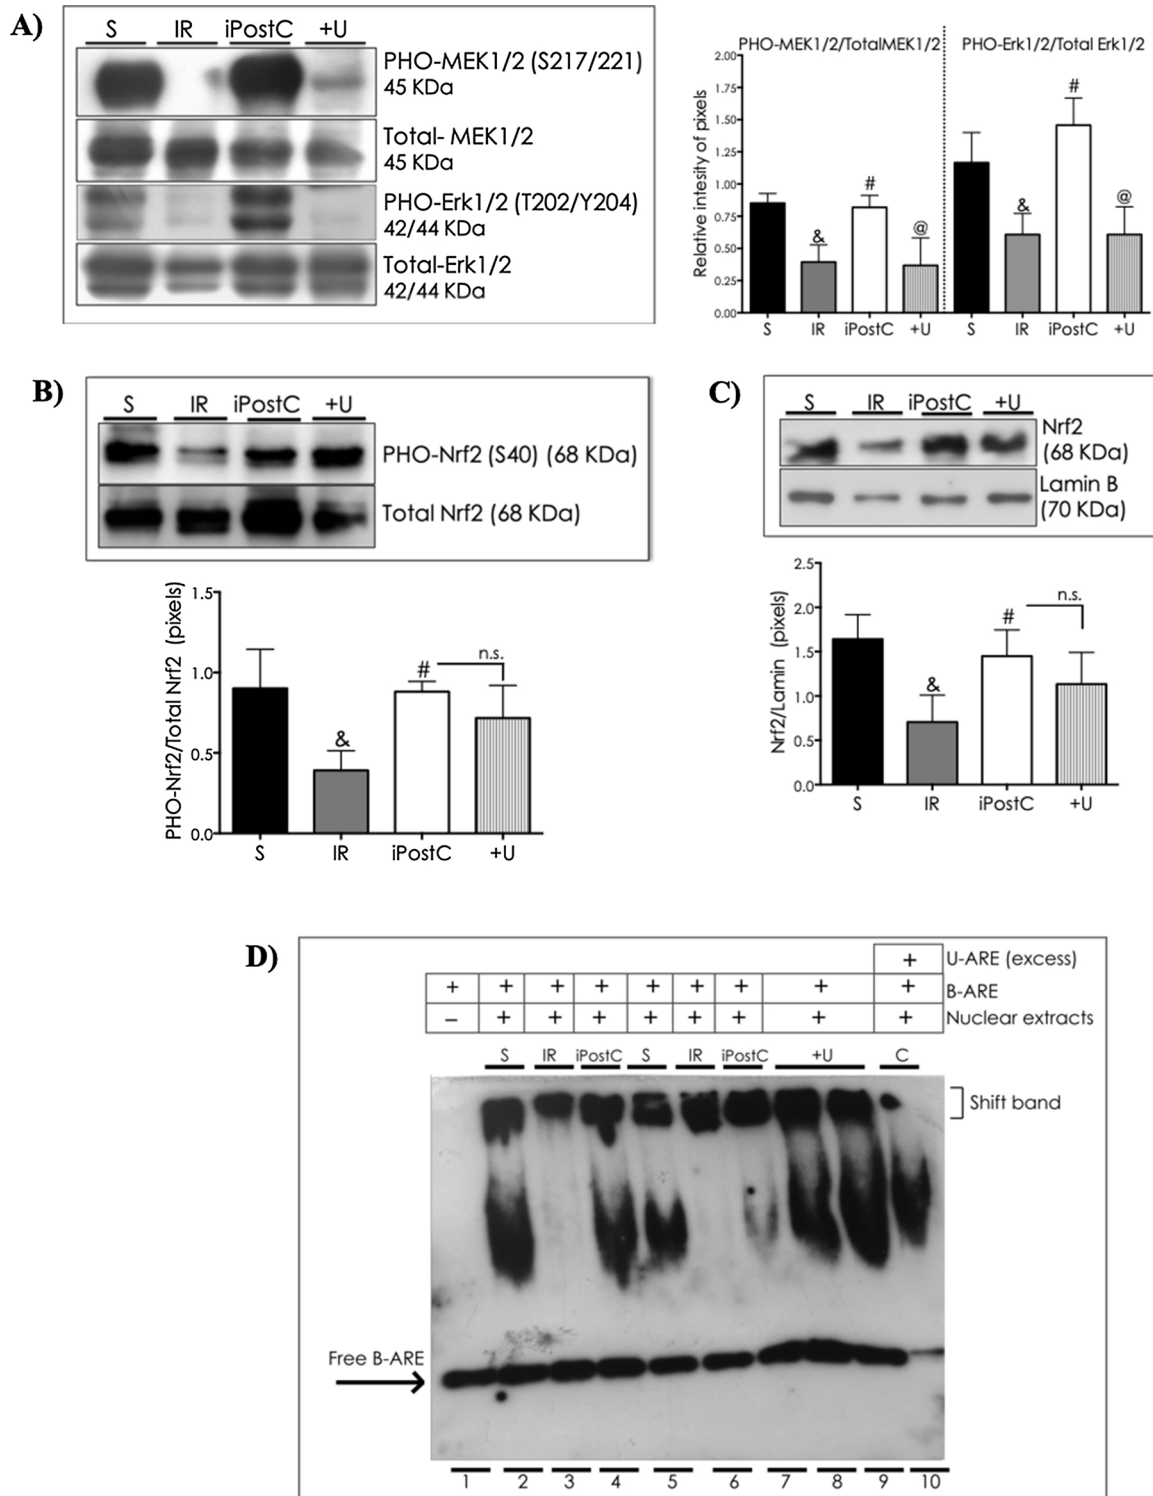 A)
S IR iPostC +U
PHO-MEK1/2 (S217/221)
45 KDa
Total- MEK1/2
45 KDa
PHO-Erk1/2 (T202/Y204)
42/44 KDa
Total-Erk1/2
42/44 KDa
PHO-MEK1/2/TotalMEK1/2 PHO-Erk1/2/Total Erk1/2
Relative intesity of pixels
2.00
1.75
1.50
1.25
1.00
0.75
0.50
0.25
0.00
& # @ & # @
S IR iPostC +U S IR iPostC +U
B)
S IR iPostC +U
PHO-Nrf2 (S40) (68 KDa)
Total Nrf2 (68 KDa)
PHO-Nrf2/Total Nrf2 (pixels)
1.5
1.0
0.5
0.0
& # n.s.
S IR iPostC +U
C)
S IR iPostC +U
Nrf2
(68 KDa)
Lamin B
(70 KDa)
Nrf2/Lamin (pixels)
2.5
2.0
1.5
1.0
0.5
0.0
& # n.s.
S IR iPostC +U
D)
+ U-ARE (excess)
+ + + + + + + + + B-ARE
– + + + + + + + + Nuclear extracts
S IR iPostC S IR iPostC +U C
Shift band
Free B-ARE
1 2 3 4 5 6 7 8 9 10